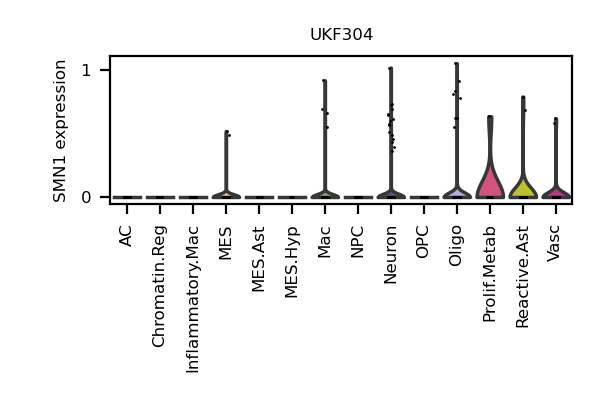 UKF304
SMN1 expression
1
0
AC
Chromatin.Reg
Inflammatory.Mac
MES
MES.Ast
MES.Hyp
Mac
NPC
Neuron
OPC
Oligo
Prolif.Metab
Reactive.Ast
Vasc